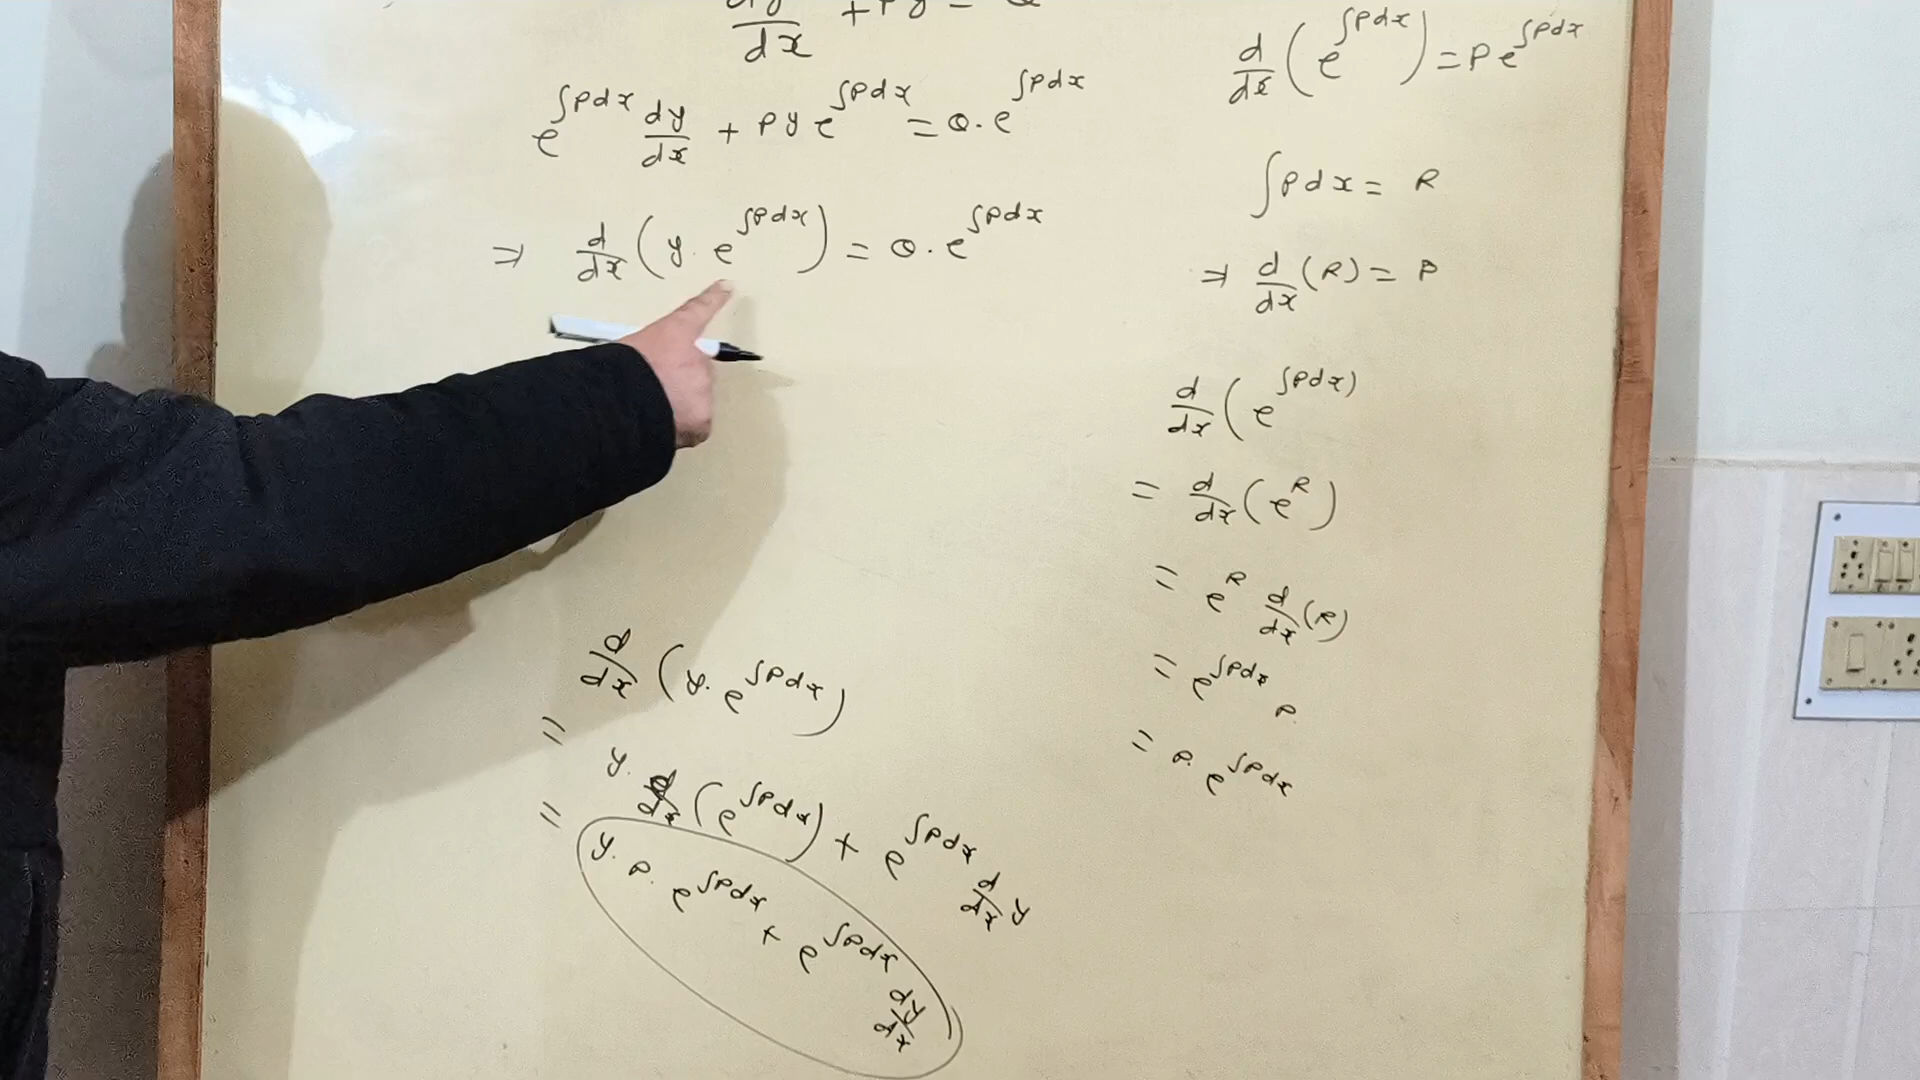 dy/dx + Py = Q
e^∫Pdx dy/dx + Py e^∫Pdx = Q.e^∫Pdx
⇒ d/dx (y. e^∫Pdx) = Q.e^∫Pdx
d/dx (y. e^∫Pdx)
=
y. d/dx (e^∫Pdx) + e^∫Pdx d/dx y
=
y. P. e^∫Pdx + e^∫Pdx dy/dx
d/dx (e^∫Pdx) = P e^∫Pdx
∫Pdx = R
⇒ d/dx (R) = P
d/dx (e^∫Pdx)
= d/dx (e^R)
= e^R d/dx (R)
= e^∫Pdx P.
= P. e^∫Pdx